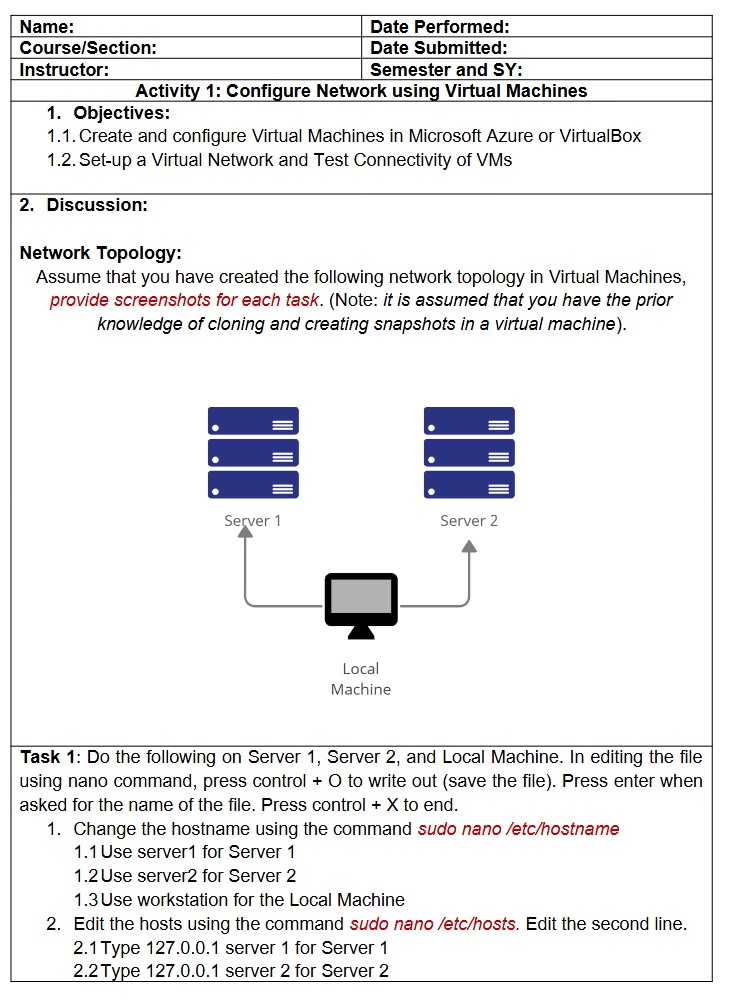 Name:
Date Performed:
Course/Section:
Date Submitted:
Instructor:
Semester and SY:
Activity 1: Configure Network using Virtual Machines
1. Objectives:
1.1. Create and configure Virtual Machines in Microsoft Azure or VirtualBox
1.2. Set-up a Virtual Network and Test Connectivity of VMs
2. Discussion:
Network Topology:
Assume that you have created the following network topology in Virtual Machines,
provide screenshots for each task. (Note: it is assumed that you have the prior
knowledge of cloning and creating snapshots in a virtual machine).
Server 1
Server 2
Local
Machine
Task 1: Do the following on Server 1, Server 2, and Local Machine. In editing the file
using nano command, press control + O to write out (save the file). Press enter when
asked for the name of the file. Press control + X to end.
1. Change the hostname using the command sudo nano /etc/hostname
1.1 Use server1 for Server 1
1.2 Use server2 for Server 2
1.3 Use workstation for the Local Machine
2. Edit the hosts using the command sudo nano /etc/hosts. Edit the second line.
2.1 Type 127.0.0.1 server 1 for Server 1
2.2 Type 127.0.0.1 server 2 for Server 2